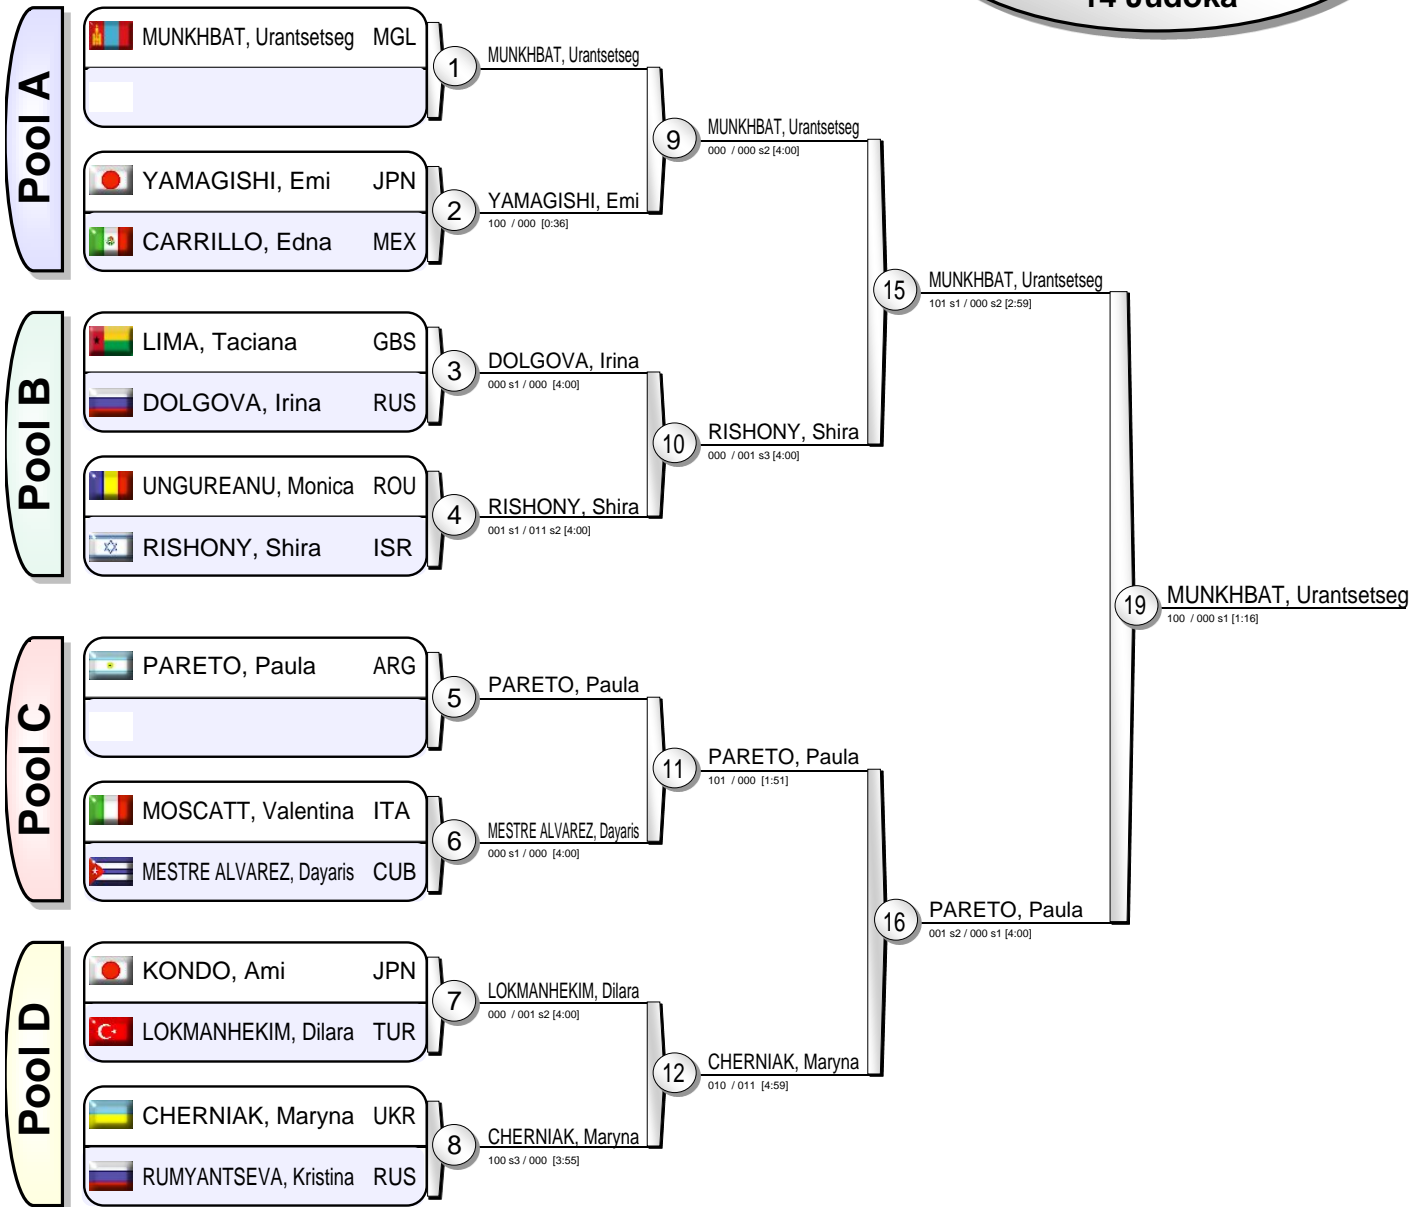 14 Judoka
Pool A
MUNKHBAT, Urantsetseg MGL
YAMAGISHI, Emi JPN
CARRILLO, Edna MEX
1
MUNKHBAT, Urantsetseg
2
YAMAGISHI, Emi
100 / 000 [0:36]
9
MUNKHBAT, Urantsetseg
000 / 000 s2 [4:00]
Pool B
LIMA, Taciana GBS
DOLGOVA, Irina RUS
UNGUREANU, Monica ROU
RISHONY, Shira ISR
3
DOLGOVA, Irina
000 s1 / 000 [4:00]
4
RISHONY, Shira
001 s1 / 011 s2 [4:00]
10
RISHONY, Shira
000 / 001 s3 [4:00]
15
MUNKHBAT, Urantsetseg
101 s1 / 000 s2 [2:59]
Pool C
PARETO, Paula ARG
MOSCATT, Valentina ITA
MESTRE ALVAREZ, Dayaris CUB
5
PARETO, Paula
6
MESTRE ALVAREZ, Dayaris
000 s1 / 000 [4:00]
11
PARETO, Paula
101 / 000 [1:51]
Pool D
KONDO, Ami JPN
LOKMANHEKIM, Dilara TUR
CHERNIAK, Maryna UKR
RUMYANTSEVA, Kristina RUS
7
LOKMANHEKIM, Dilara
000 / 001 s2 [4:00]
8
CHERNIAK, Maryna
100 s3 / 000 [3:55]
12
CHERNIAK, Maryna
010 / 011 [4:59]
16
PARETO, Paula
001 s2 / 000 s1 [4:00]
19
MUNKHBAT, Urantsetseg
100 / 000 s1 [1:16]